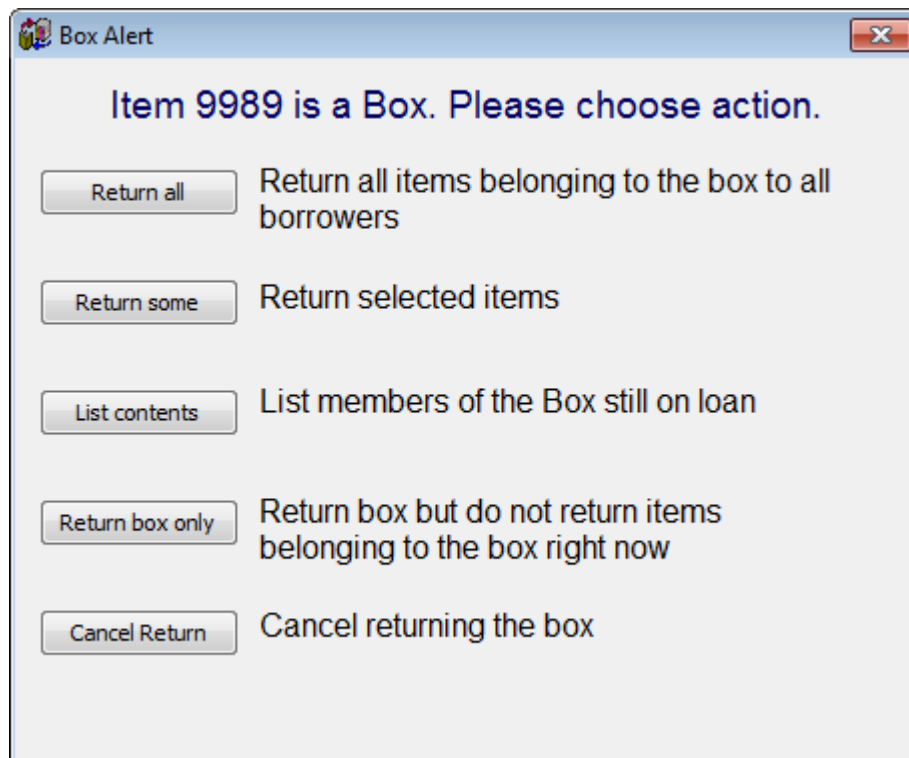 Box Alert
Item 9989 is a Box. Please choose action.
Return all
Return all items belonging to the box to all
borrowers
Return some
Return selected items
List contents
List members of the Box still on loan
Return box only
Return box but do not return items
belonging to the box right now
Cancel Return
Cancel returning the box